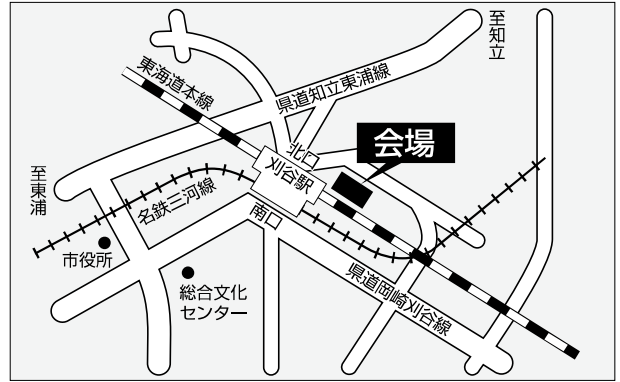 至知立
東海道本線
県道知立東浦線
会場
北口
刈谷駅
至東浦
名鉄三河線
南口
市役所
総合文化
センター
県道岡崎刈谷線